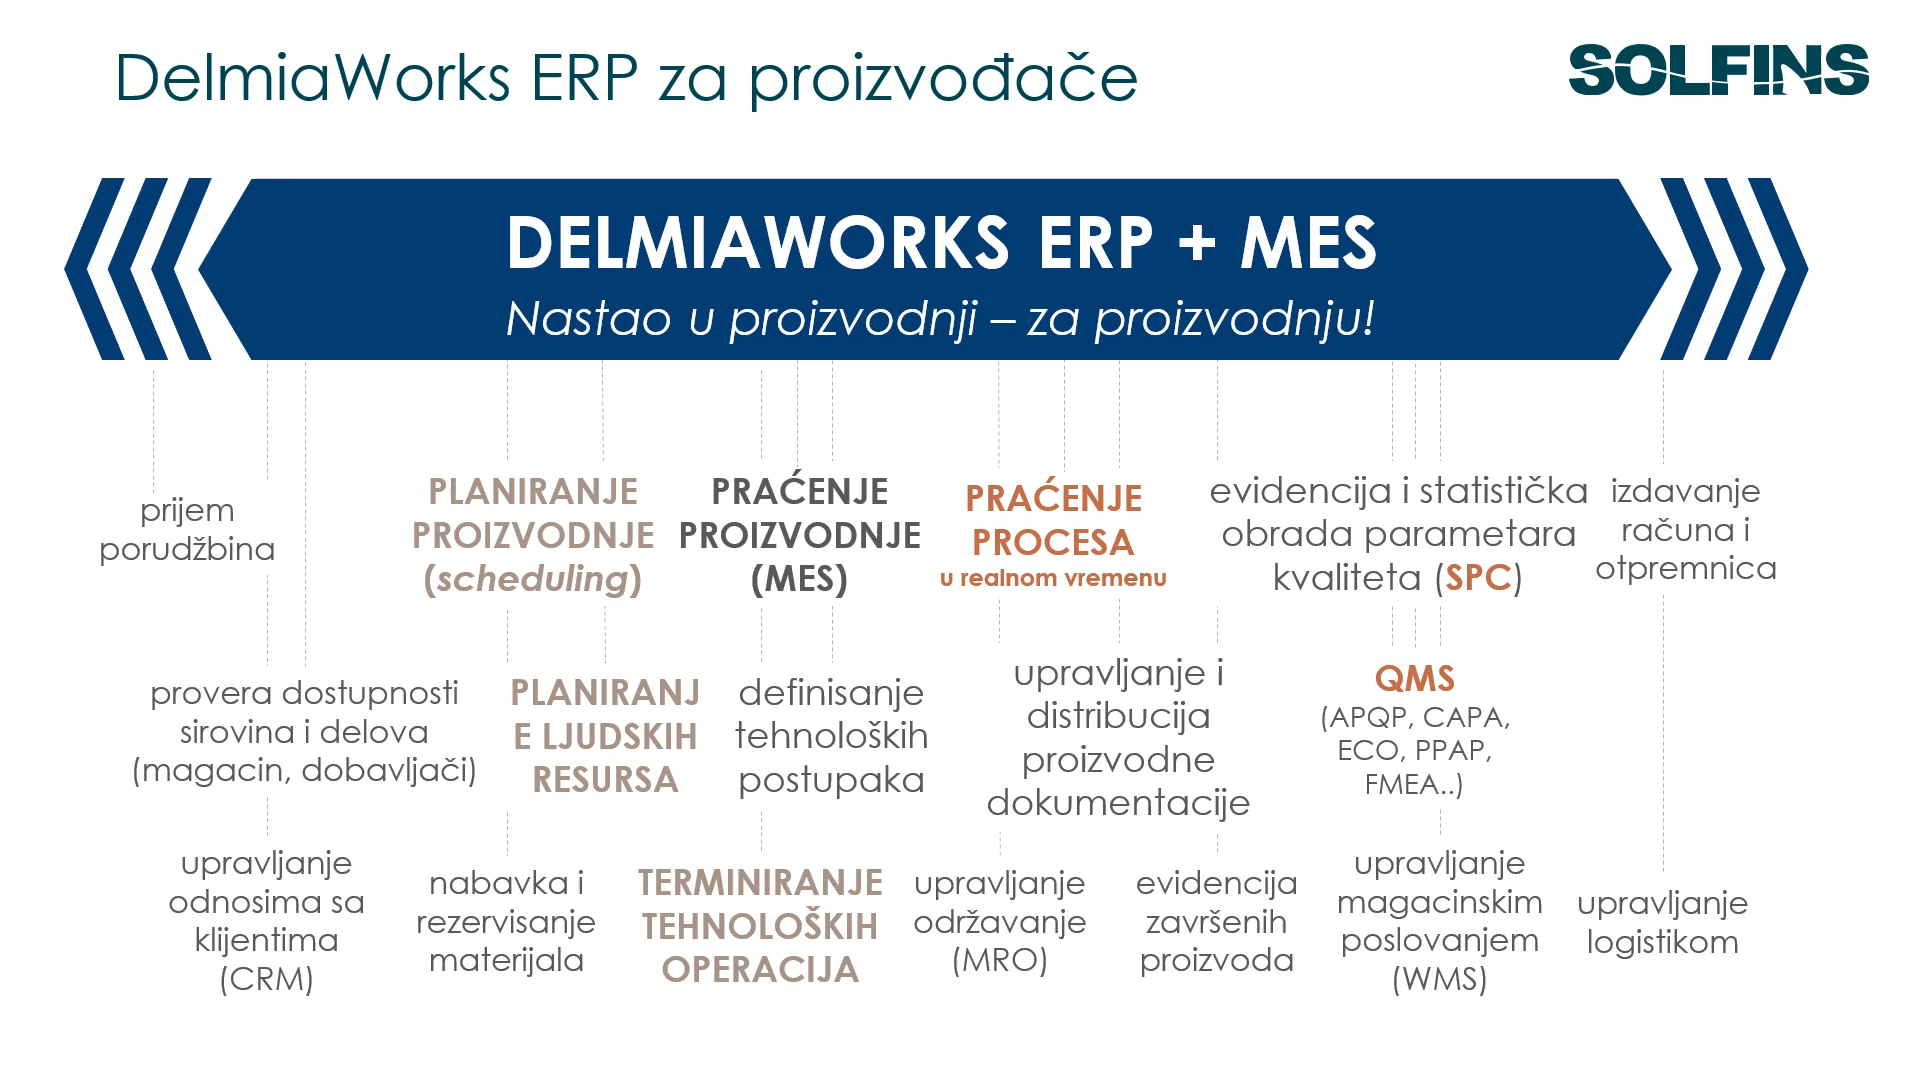 DelmiaWorks ERP za proizvođače
SOLFINS
DELMIAWORKS ERP + MES
Nastao u proizvodnji – za proizvodnju!
prijem
porudžbina
PLANIRANJE
PROIZVODNJE
(scheduling)
PRAĆENJE
PROIZVODNJE
(MES)
PRAĆENJE
PROCESA
u realnom vremenu
evidencija i statistička
obrada parametara
kvaliteta (SPC)
izdavanje
računa i
otpremnica
provera dostupnosti
sirovina i delova
(magacin, dobavljači)
PLANIRANJ
E LJUDSKIH
RESURSA
definisanje
tehnoloških
postupaka
upravljanje i
distribucija
proizvodne
dokumentacije
QMS
(APQP, CAPA,
ECO, PPAP,
FMEA..)
upravljanje
odnosima sa
klijentima
(CRM)
nabavka i
rezervisanje
materijala
TERMINIRANJE
TEHNOLOŠKIH
OPERACIJA
upravljanje
održavanje
(MRO)
evidencija
završenih
proizvoda
upravljanje
magacinskim
poslovanjem
(WMS)
upravljanje
logistikom